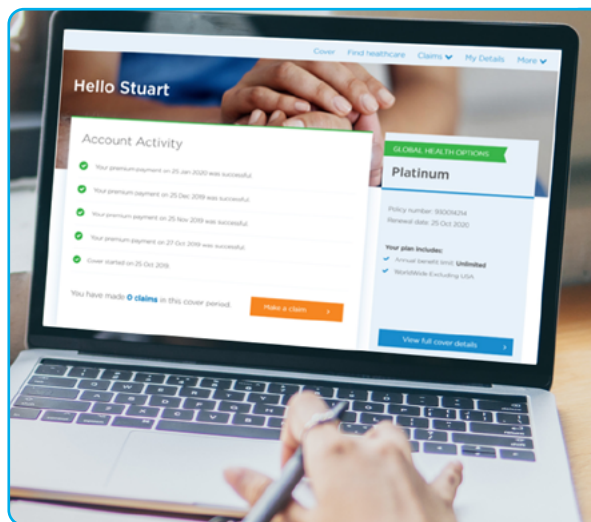 Cover Find healthcare Claims My Details More
Hello Stuart
Account Activity
Your premium payment on 25 Jan 2020 was successful.
Your premium payment on 25 Dec 2019 was successful.
Your premium payment on 25 Nov 2019 was successful.
Your premium payment on 27 Oct 2019 was successful.
Cover started on 25 Oct 2019
You have made 0 claims in this cover period.
Make a claim
GLOBAL HEALTH OPTIONS
Platinum
Policy number:
Renewal date: 25 Oct 2020
Your plan includes:
Annual benefit limit: Unlimited
WorldWide Excluding USA
View full cover details